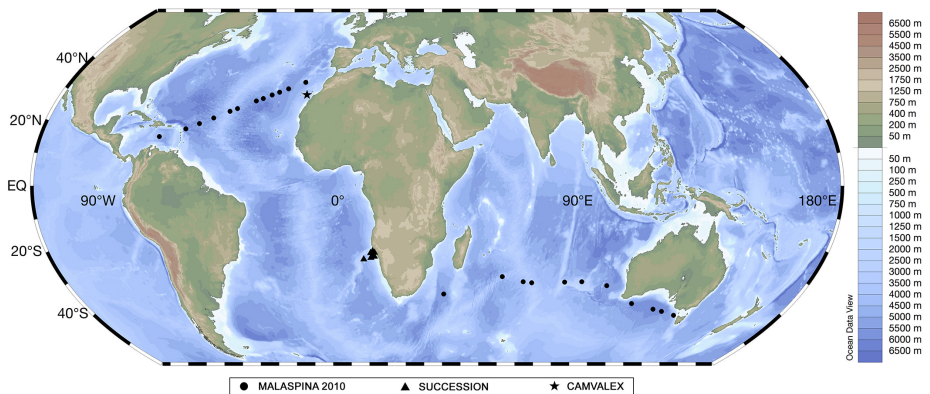 40°N
20°N
EQ
90°W
0°
90°E
180°E
20°S
40°S
6500 m
5500 m
4500 m
3500 m
2500 m
1750 m
1250 m
750 m
400 m
200 m
50 m
50 m
100 m
250 m
500 m
750 m
1000 m
1250 m
1500 m
2000 m
2500 m
3000 m
3500 m
4000 m
4500 m
5000 m
5500 m
6000 m
6500 m
Ocean Data View
MALASPINA 2010 SUCCESSION CAMVALEX